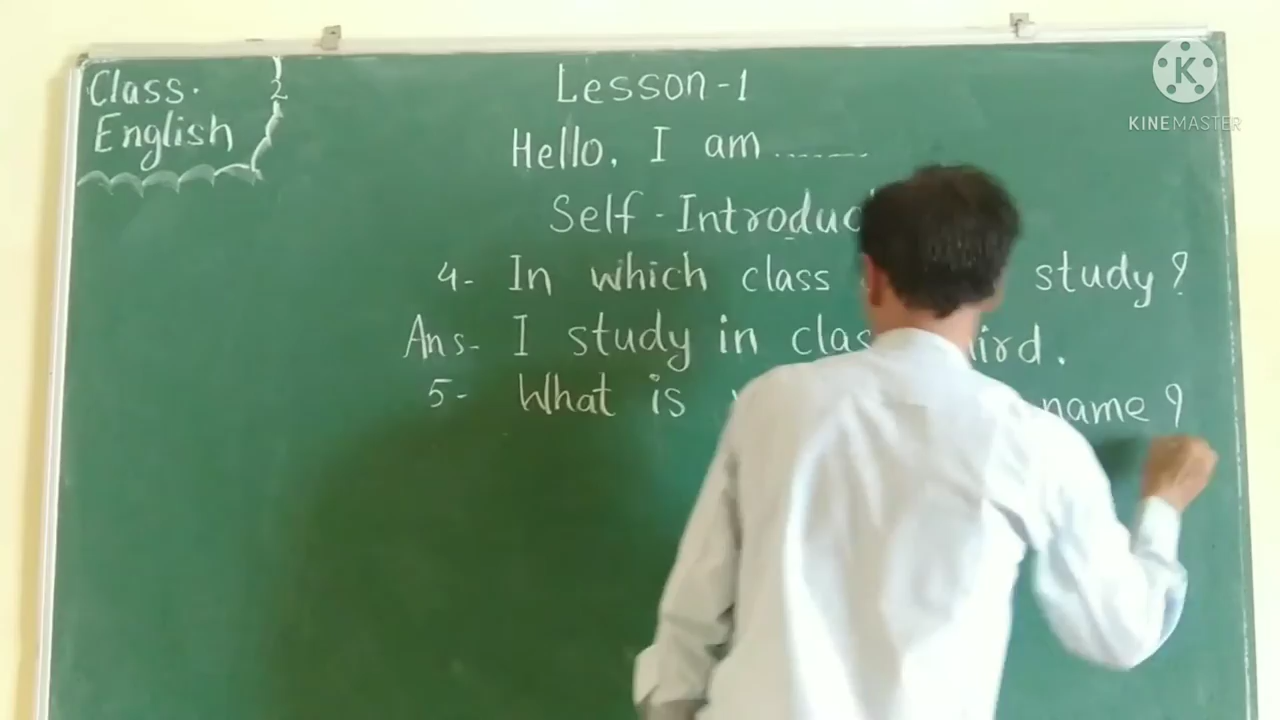 Class. 2
English
Lesson-1
Hello, I am .......
Self-Introduc
4- In which class study?
Ans- I study in clas ird.
5- What is name?
KINEMASTER